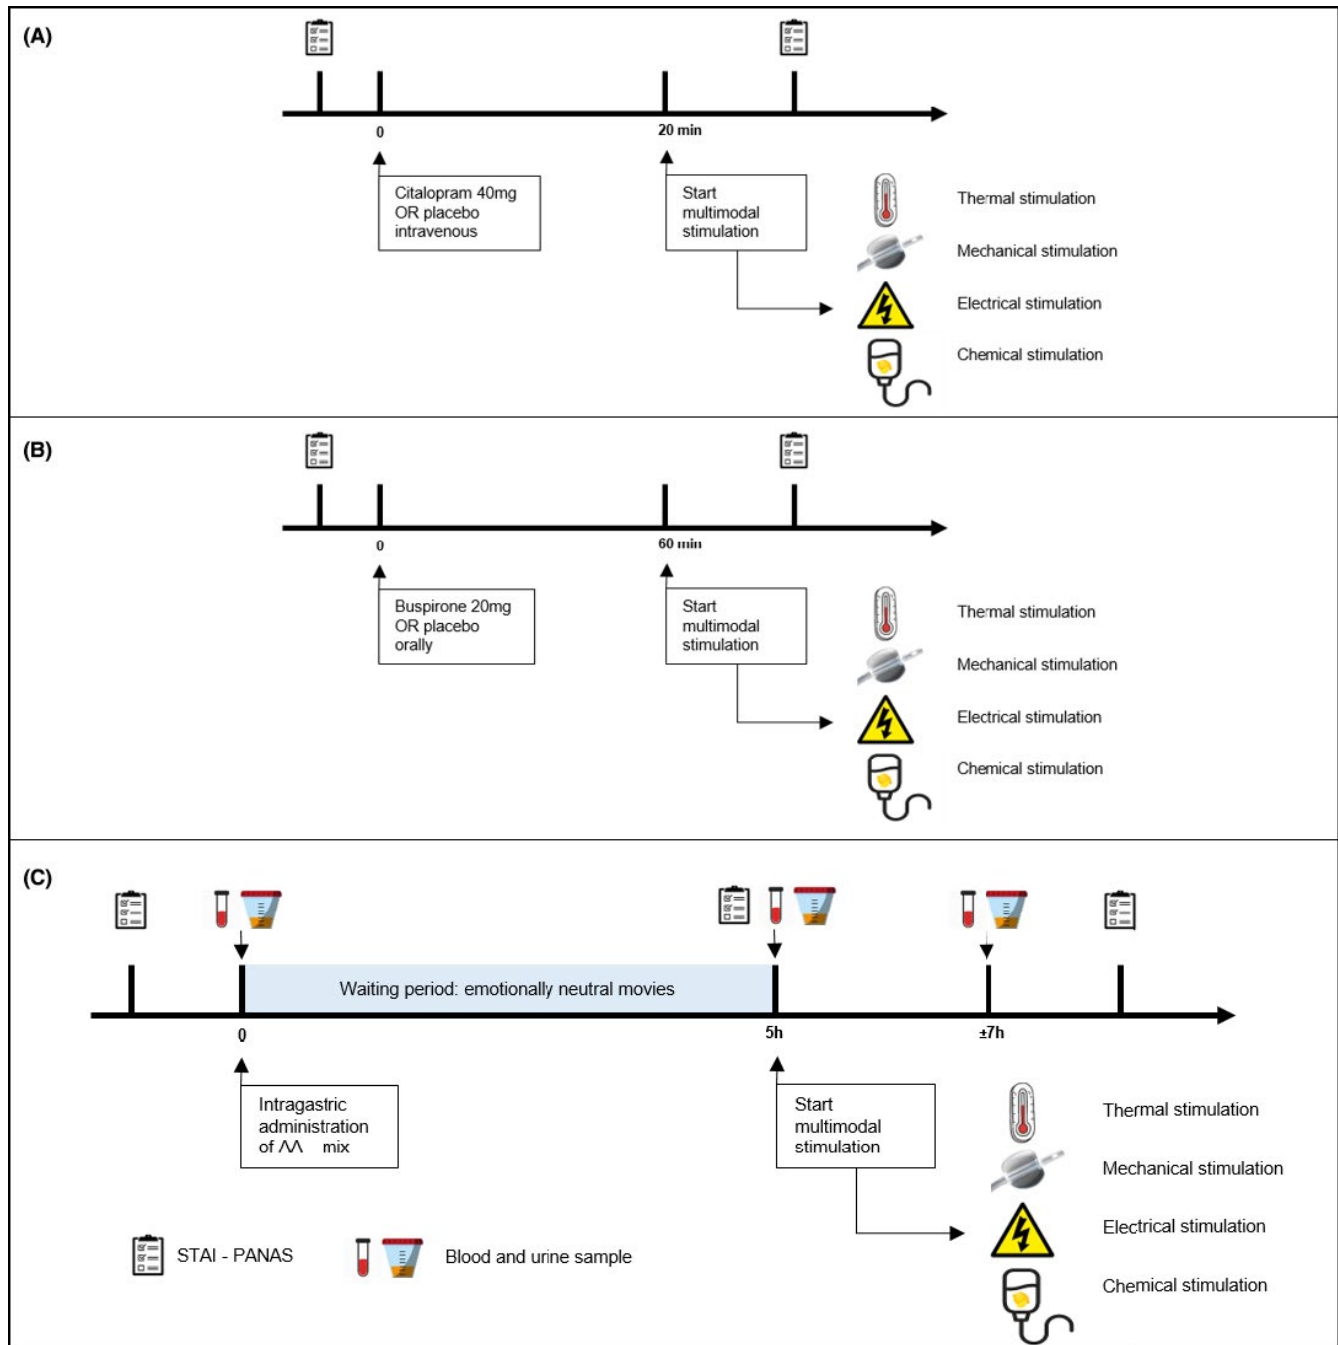 (A)
0
20 min
Citalopram 40mg
OR placebo
intravenous
Start
multimodal
stimulation
Thermal stimulation
Mechanical stimulation
Electrical stimulation
Chemical stimulation
(B)
0
60 min
Buspirone 20mg
OR placebo
orally
Start
multimodal
stimulation
Thermal stimulation
Mechanical stimulation
Electrical stimulation
Chemical stimulation
(C)
Waiting period: emotionally neutral movies
0
5h
±7h
Intragastric
administration
of mix
Start
multimodal
stimulation
Thermal stimulation
Mechanical stimulation
Electrical stimulation
Chemical stimulation
STAI - PANAS
Blood and urine sample